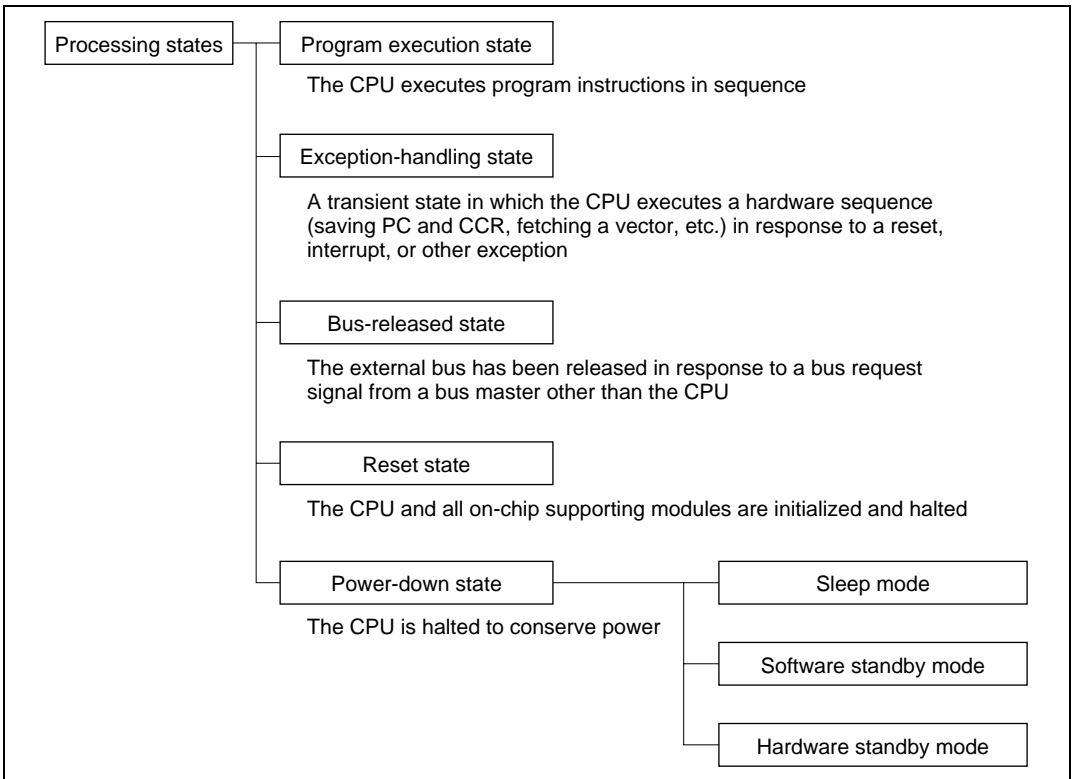 Processing states
Program execution state
The CPU executes program instructions in sequence
Exception-handling state
A transient state in which the CPU executes a hardware sequence
(saving PC and CCR, fetching a vector, etc.) in response to a reset,
interrupt, or other exception
Bus-released state
The external bus has been released in response to a bus request
signal from a bus master other than the CPU
Reset state
The CPU and all on-chip supporting modules are initialized and halted
Power-down state
Sleep mode
The CPU is halted to conserve power
Software standby mode
Hardware standby mode